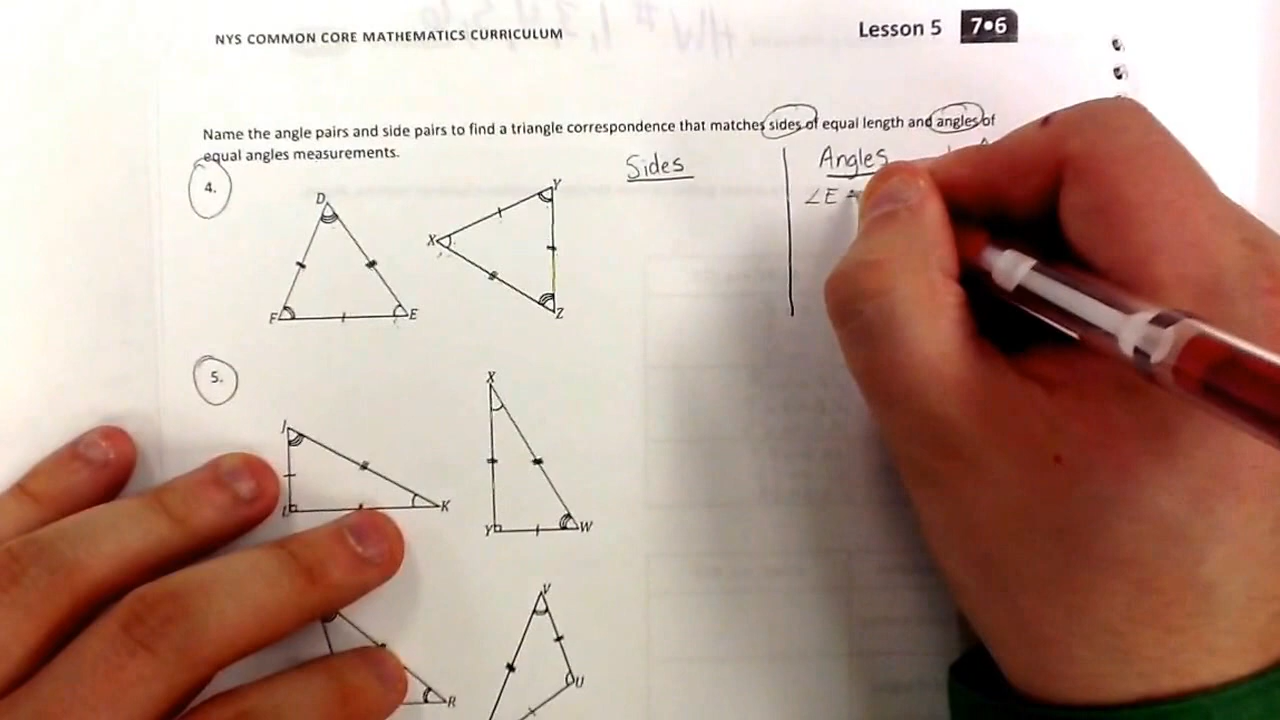 NYS COMMON CORE MATHEMATICS CURRICULUM
Lesson 5 7•6
Name the angle pairs and side pairs to find a triangle correspondence that matches sides of equal length and angles of
equal angles measurements.
Sides
Angles
∠E =
4.
D
F
E
X
Y
Z
5.
J
L
K
X
Y
W
R
V
U